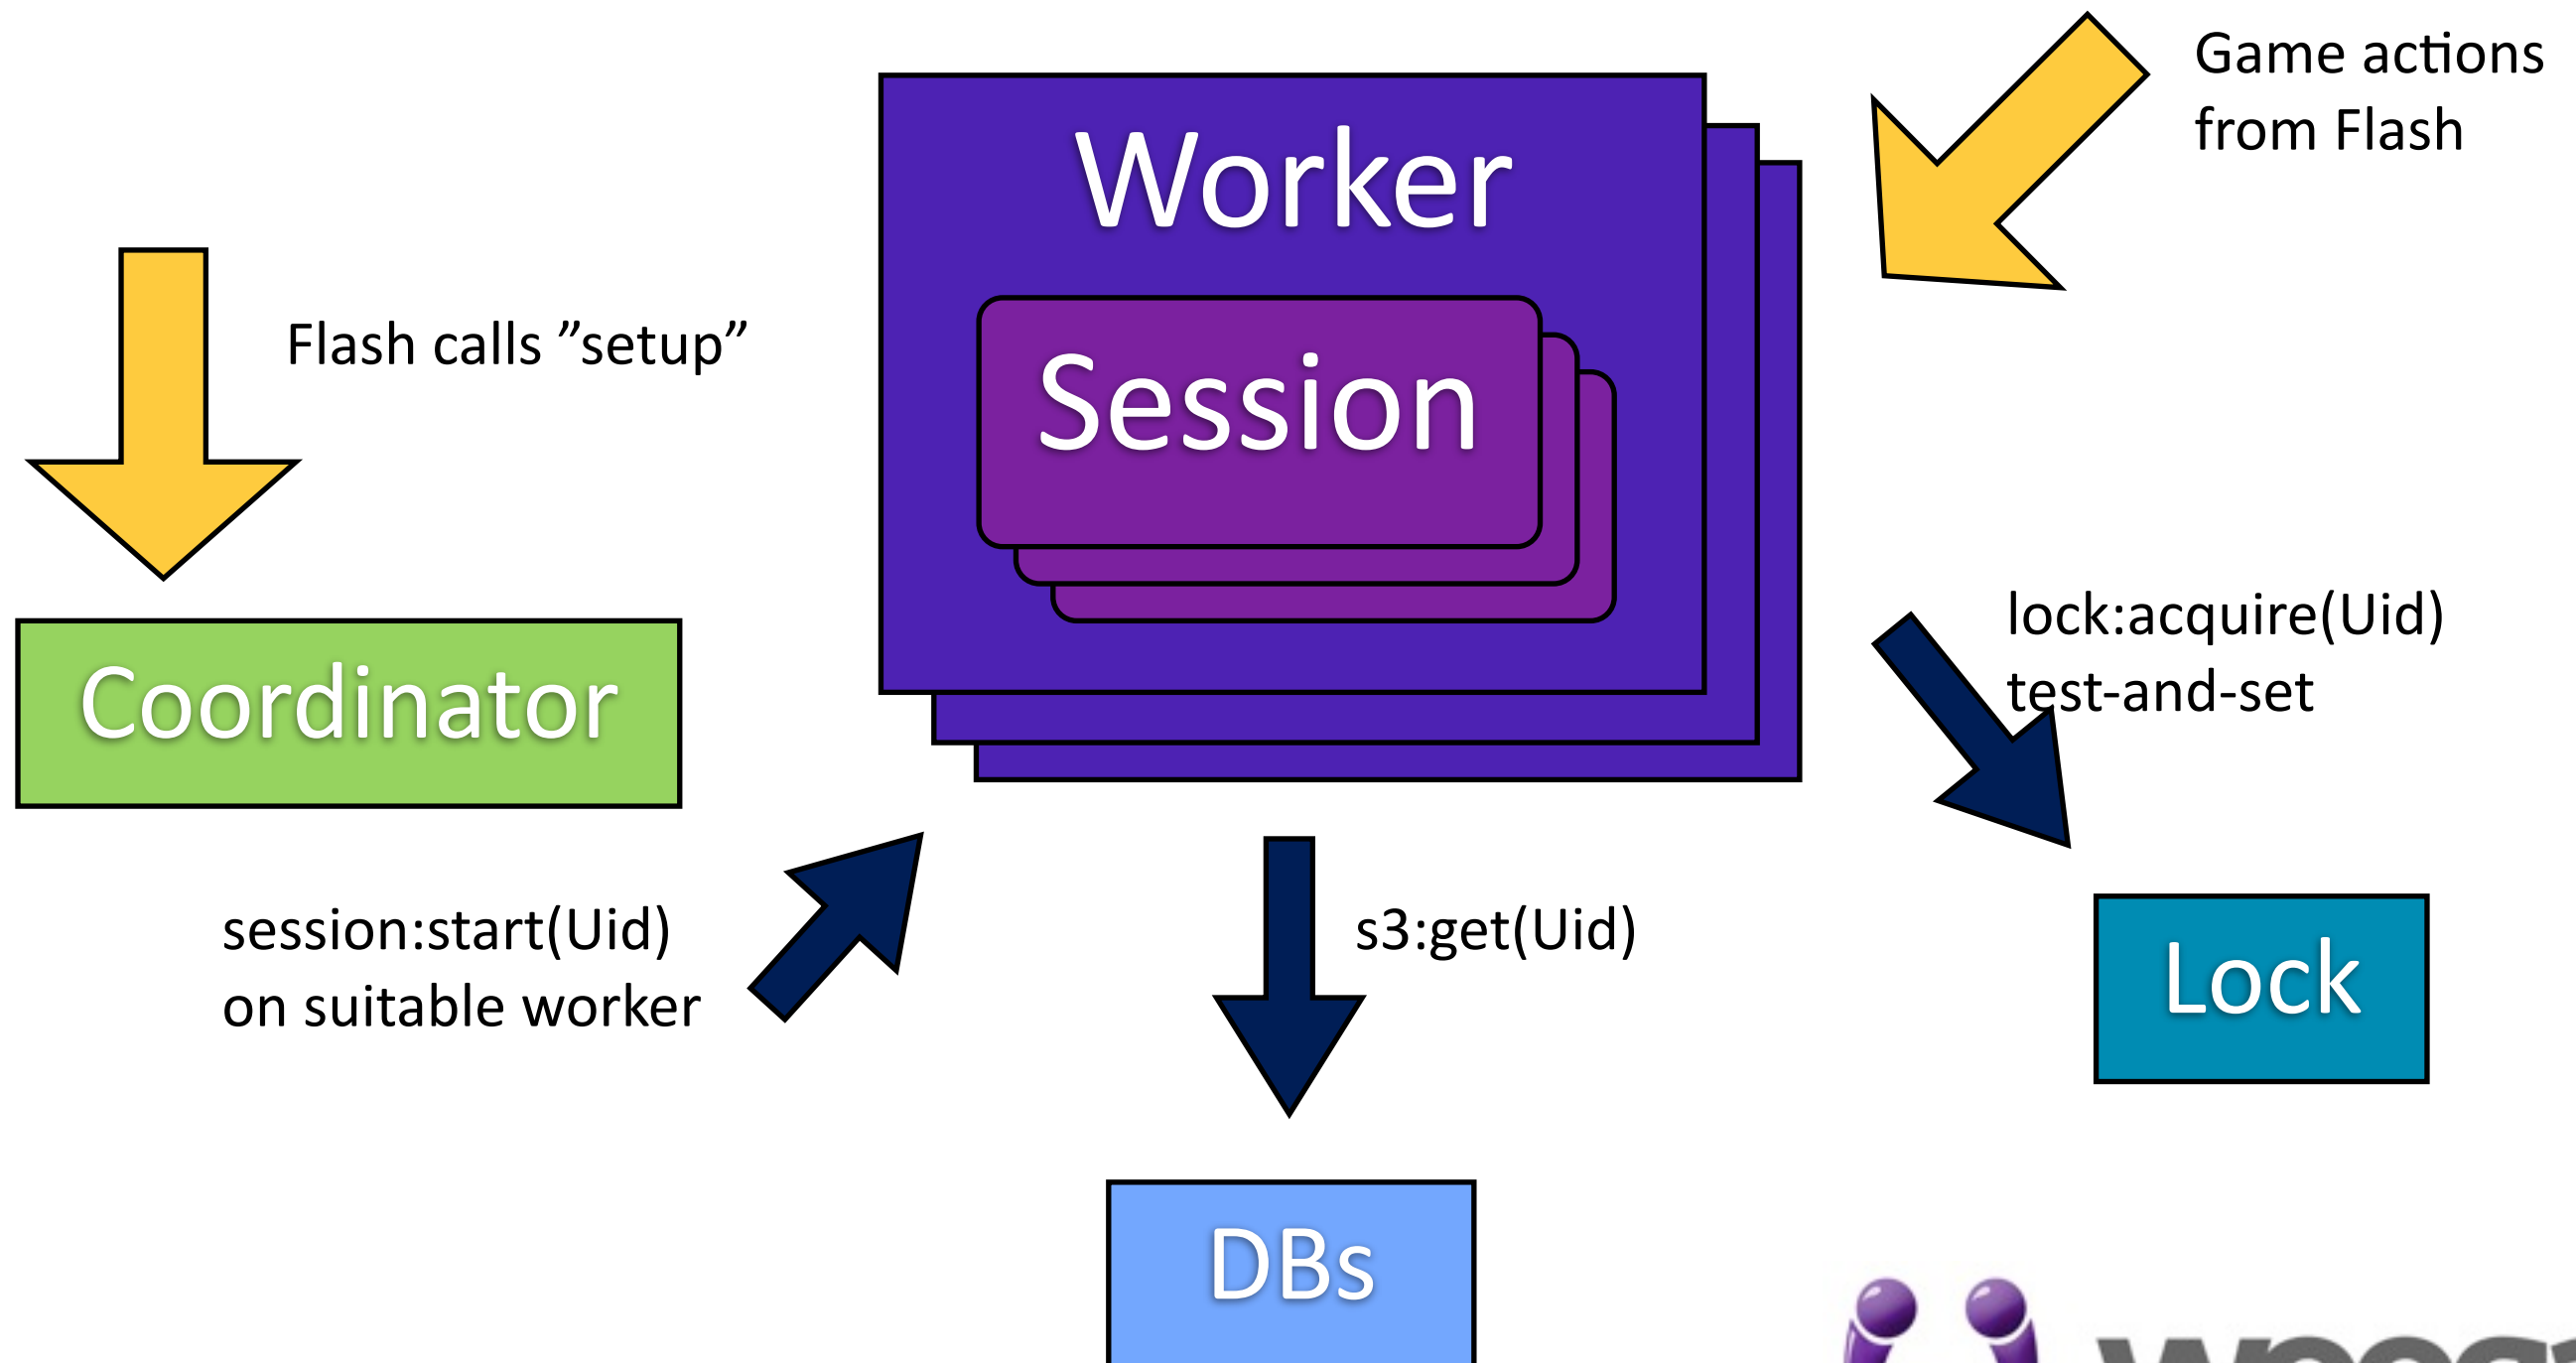 Game actions
from Flash
Worker
Flash calls ”setup”
Session
lock:acquire(Uid)
test-and-set
Coordinator
session:start(Uid)
on suitable worker
s3:get(Uid)
Lock
DBs